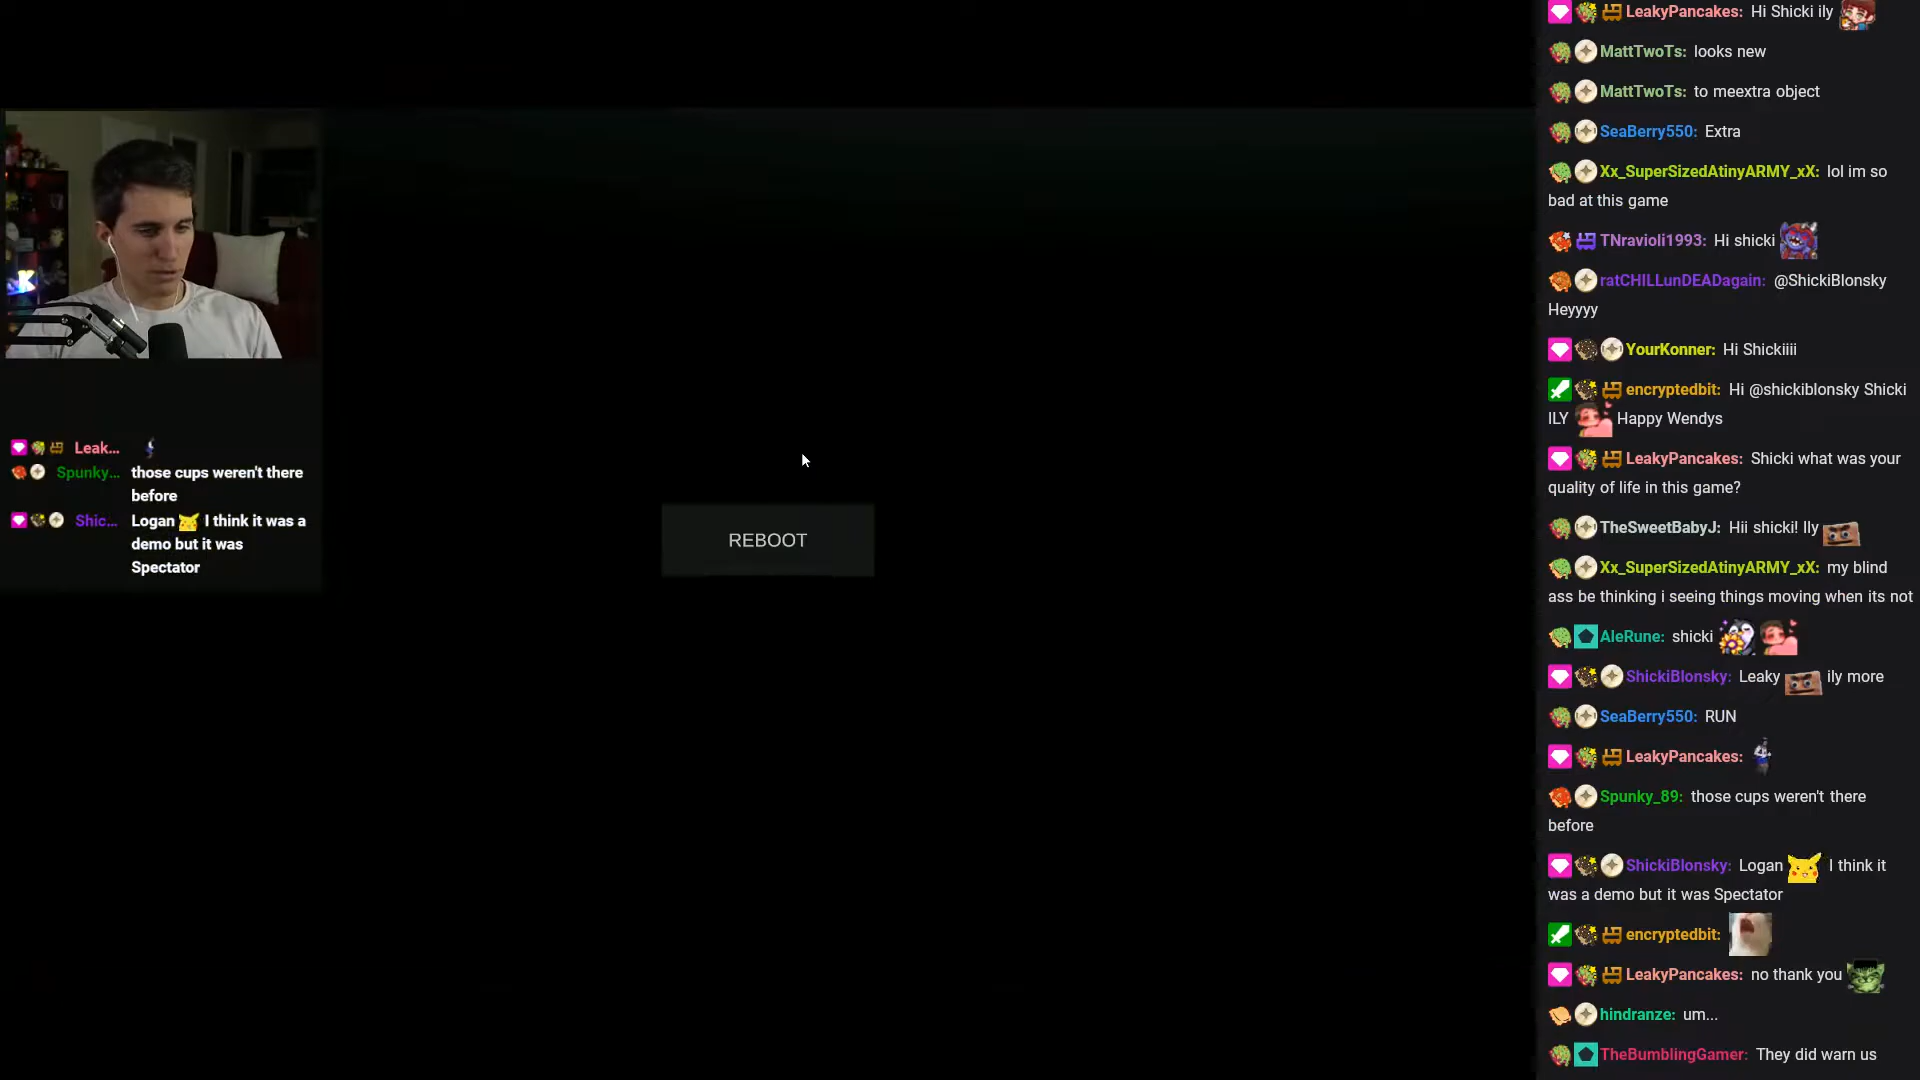 Leak...
Spunky... those cups weren't there
before
Shic... Logan I think it was a
demo but it was
Spectator
REBOOT
LeakyPancakes: Hi Shicki ily
MattTwoTs: looks new
MattTwoTs: to meextra object
SeaBerry550: Extra
Xx_SuperSizedAtinyARMY_xX: lol im so
bad at this game
TNravioli1993: Hi shicki
ratCHILLunDEADagain: @ShickiBlonsky
Heyyyy
YourKonner: Hi Shickiiii
encryptedbit: Hi @shickiblonsky Shicki
ILY Happy Wendys
LeakyPancakes: Shicki what was your
quality of life in this game?
TheSweetBabyJ: Hii shicki! Ily
Xx_SuperSizedAtinyARMY_xX: my blind
ass be thinking i seeing things moving when its not
AleRune: shicki
ShickiBlonsky: Leaky ily more
SeaBerry550: RUN
LeakyPancakes:
Spunky_89: those cups weren't there
before
ShickiBlonsky: Logan I think it
was a demo but it was Spectator
encryptedbit:
LeakyPancakes: no thank you
hindranze: um...
TheBumblingGamer: They did warn us